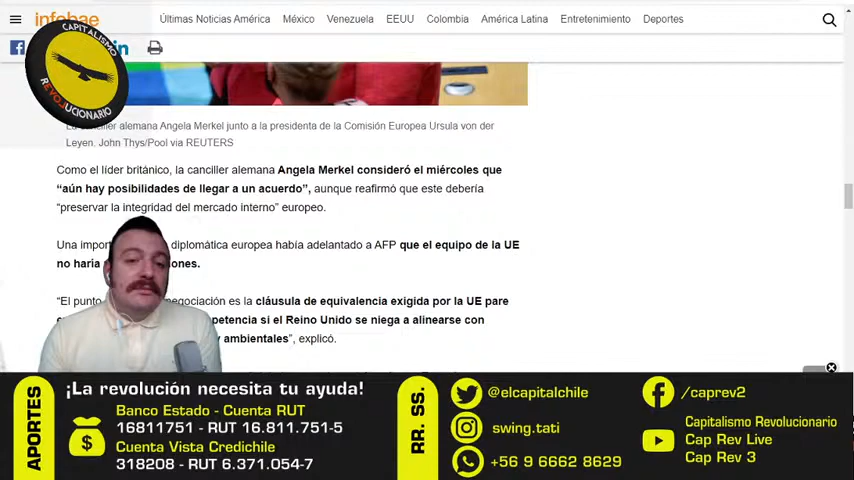 infobae
Últimas Noticias América México Venezuela EEUU Colombia América Latina Entretenimiento Deportes
CAPITALISMO
REVOLUCIONARIO
La canciller alemana Angela Merkel junto a la presidenta de la Comisión Europea Ursula von der
Leyen. John Thys/Pool via REUTERS
Como el líder británico, la canciller alemana Angela Merkel consideró el miércoles que
“aún hay posibilidades de llegar a un acuerdo”, aunque reafirmó que este debería
“preservar la integridad del mercado interno” europeo.
Una diplomática europea había adelantado a AFP que el equipo de la UE
no haría
“El punto negociación es la cláusula de equivalencia exigida por la UE pare
si el Reino Unido se niega a alinearse con
y ambientales”, explicó.
APORTES
¡La revolución necesita tu ayuda!
Banco Estado - Cuenta RUT
16811751 - RUT 16.811.751-5
Cuenta Vista Credichile
318208 - RUT 6.371.054-7
$
RR. SS.
@elcapitalchile
swing.tati
+56 9 6662 8629
/caprev2
Capitalismo Revolucionario
Cap Rev Live
Cap Rev 3